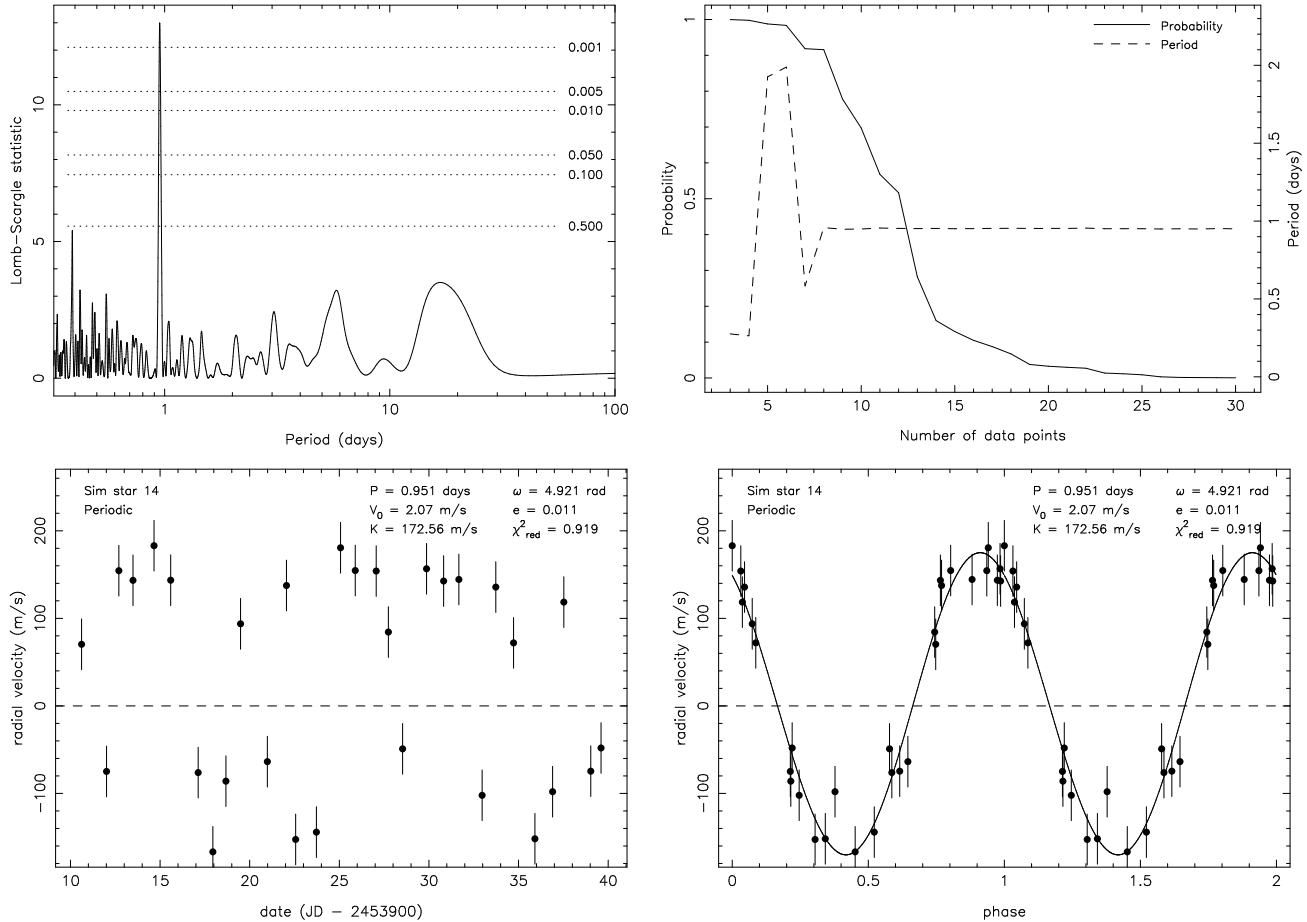 0.001
0.005
0.010
0.050
0.100
0.500
0
5
10
Lomb-Scargle statistic
1
10
100
Period (days)
Probability
Period
0
0.5
1
Probability
0
0.5
1
1.5
2
Period (days)
5
10
15
20
25
30
Number of data points
Sim star 14
Periodic
P = 0.951 days
V0 = 2.07 m/s
K = 172.56 m/s
ω = 4.921 rad
e = 0.011
χ²red = 0.919
-100
0
100
200
radial velocity (m/s)
10
15
20
25
30
35
40
date (JD - 2453900)
Sim star 14
Periodic
P = 0.951 days
V0 = 2.07 m/s
K = 172.56 m/s
ω = 4.921 rad
e = 0.011
χ²red = 0.919
-100
0
100
200
radial velocity (m/s)
0
0.5
1
1.5
2
phase